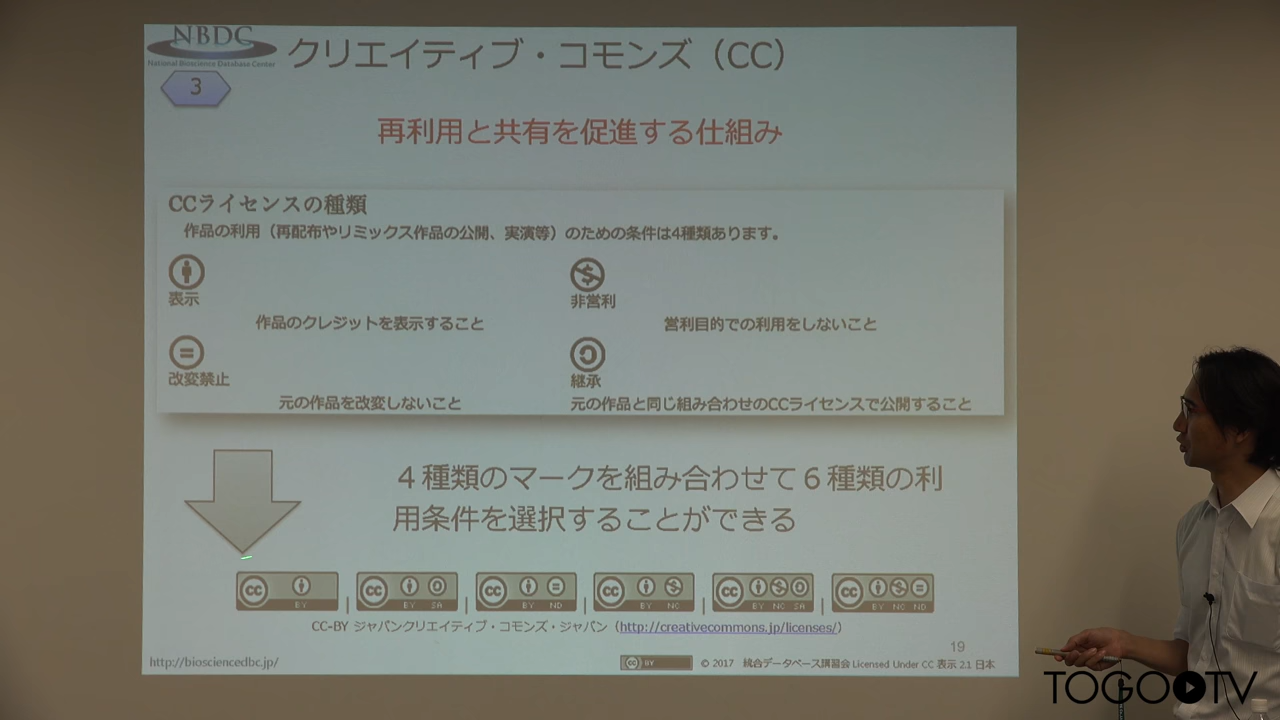 NBDC
National Bioscience Database Center
クリエイティブ・コモンズ（CC）
3
再利用と共有を促進する仕組み
CCライセンスの種類
作品の利用（再配布やリミックス作品の公開、実演等）のための条件は4種類あります。
表示
作品のクレジットを表示すること
非営利
営利目的での利用をしないこと
改変禁止
元の作品を改変しないこと
継承
元の作品と同じ組み合わせのCCライセンスで公開すること
４種類のマークを組み合わせて６種類の利
用条件を選択することができる
cc BY | cc BY SA | cc BY ND | cc BY NC | cc BY NC SA | cc BY NC ND
CC-BY ジャパンクリエイティブ・コモンズ・ジャパン（http://creativecommons.jp/licenses/）
19
http://biosciencedbc.jp/
cc BY
© 2017 統合データベース講習会 Licensed Under CC 表示 2.1 日本
TOGO TV